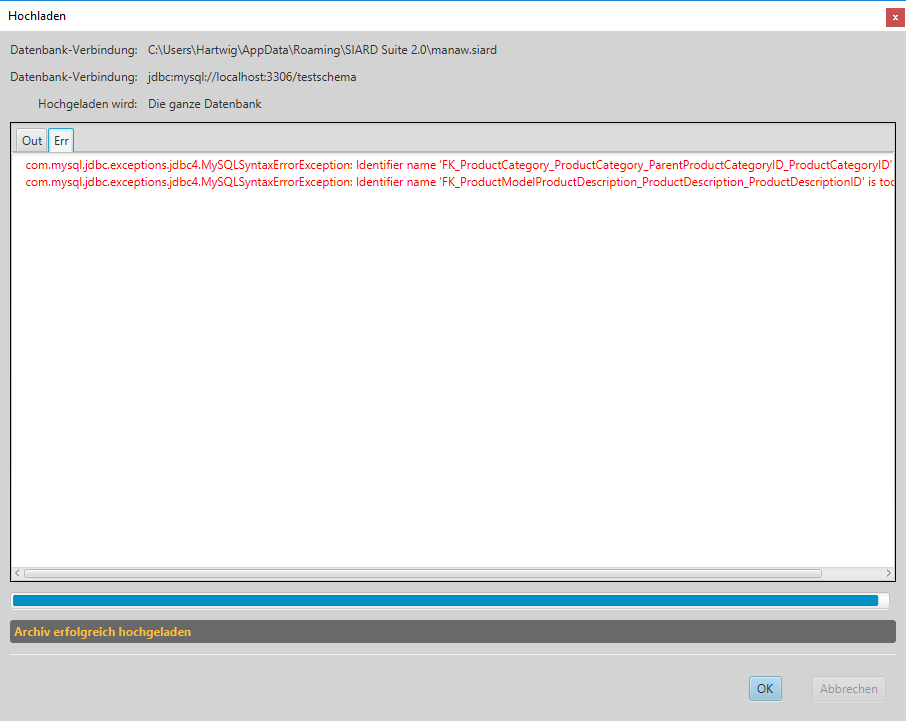 Hochladen
x
Datenbank-Verbindung: C:\Users\Hartwig\AppData\Roaming\SIARD Suite 2.0\manaw.siard
Datenbank-Verbindung: jdbc:mysql://localhost:3306/testschema
Hochgeladen wird: Die ganze Datenbank
Out Err
com.mysql.jdbc.exceptions.jdbc4.MySQLSyntaxErrorException: Identifier name 'FK_ProductCategory_ProductCategory_ParentProductCategoryID_ProductCategoryID'
com.mysql.jdbc.exceptions.jdbc4.MySQLSyntaxErrorException: Identifier name 'FK_ProductModelProductDescription_ProductDescription_ProductDescriptionID' is
Archiv erfolgreich hochgeladen
OK Abbrechen